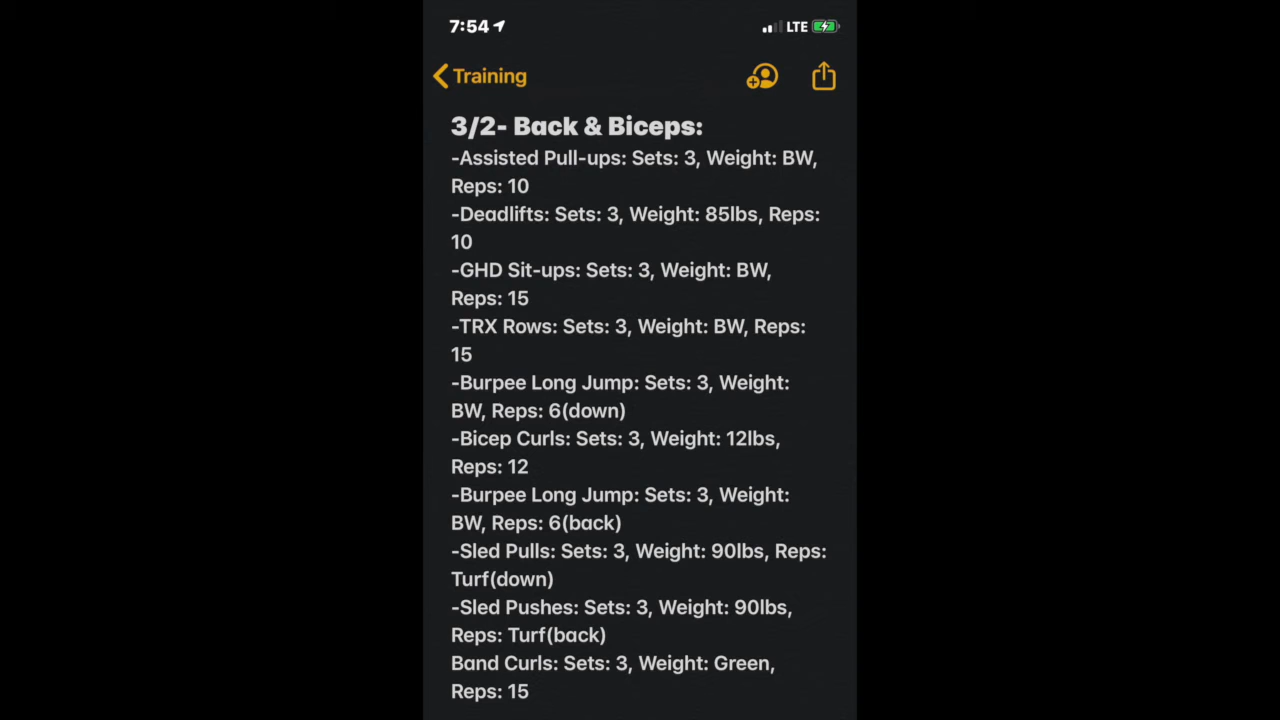 7:54
LTE
Training
3/2- Back & Biceps:
-Assisted Pull-ups: Sets: 3, Weight: BW,
Reps: 10
-Deadlifts: Sets: 3, Weight: 85lbs, Reps:
10
-GHD Sit-ups: Sets: 3, Weight: BW,
Reps: 15
-TRX Rows: Sets: 3, Weight: BW, Reps:
15
-Burpee Long Jump: Sets: 3, Weight:
BW, Reps: 6(down)
-Bicep Curls: Sets: 3, Weight: 12lbs,
Reps: 12
-Burpee Long Jump: Sets: 3, Weight:
BW, Reps: 6(back)
-Sled Pulls: Sets: 3, Weight: 90lbs, Reps:
Turf(down)
-Sled Pushes: Sets: 3, Weight: 90lbs,
Reps: Turf(back)
Band Curls: Sets: 3, Weight: Green,
Reps: 15